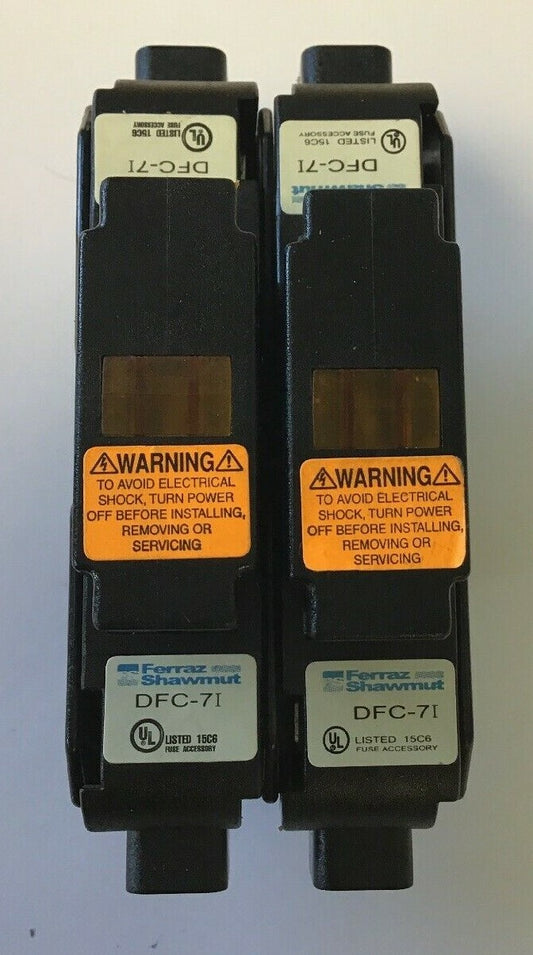 DFC-7I
LISTED 15C6
FUSE ACCESSORY
UL
WARNING
TO AVOID ELECTRICAL
SHOCK, TURN POWER
OFF BEFORE INSTALLING,
REMOVING OR
SERVICING
Ferraz
Shawmut
DFC-7I
UL
LISTED 15C6
FUSE ACCESSORY
Shawmut
DFC-7I
LISTED 15C6
FUSE ACCESSORY
UL
WARNING
TO AVOID ELECTRICAL
SHOCK, TURN POWER
OFF BEFORE INSTALLING,
REMOVING OR
SERVICING
Ferraz
Shawmut
DFC-7I
UL
LISTED 15C6
FUSE ACCESSORY